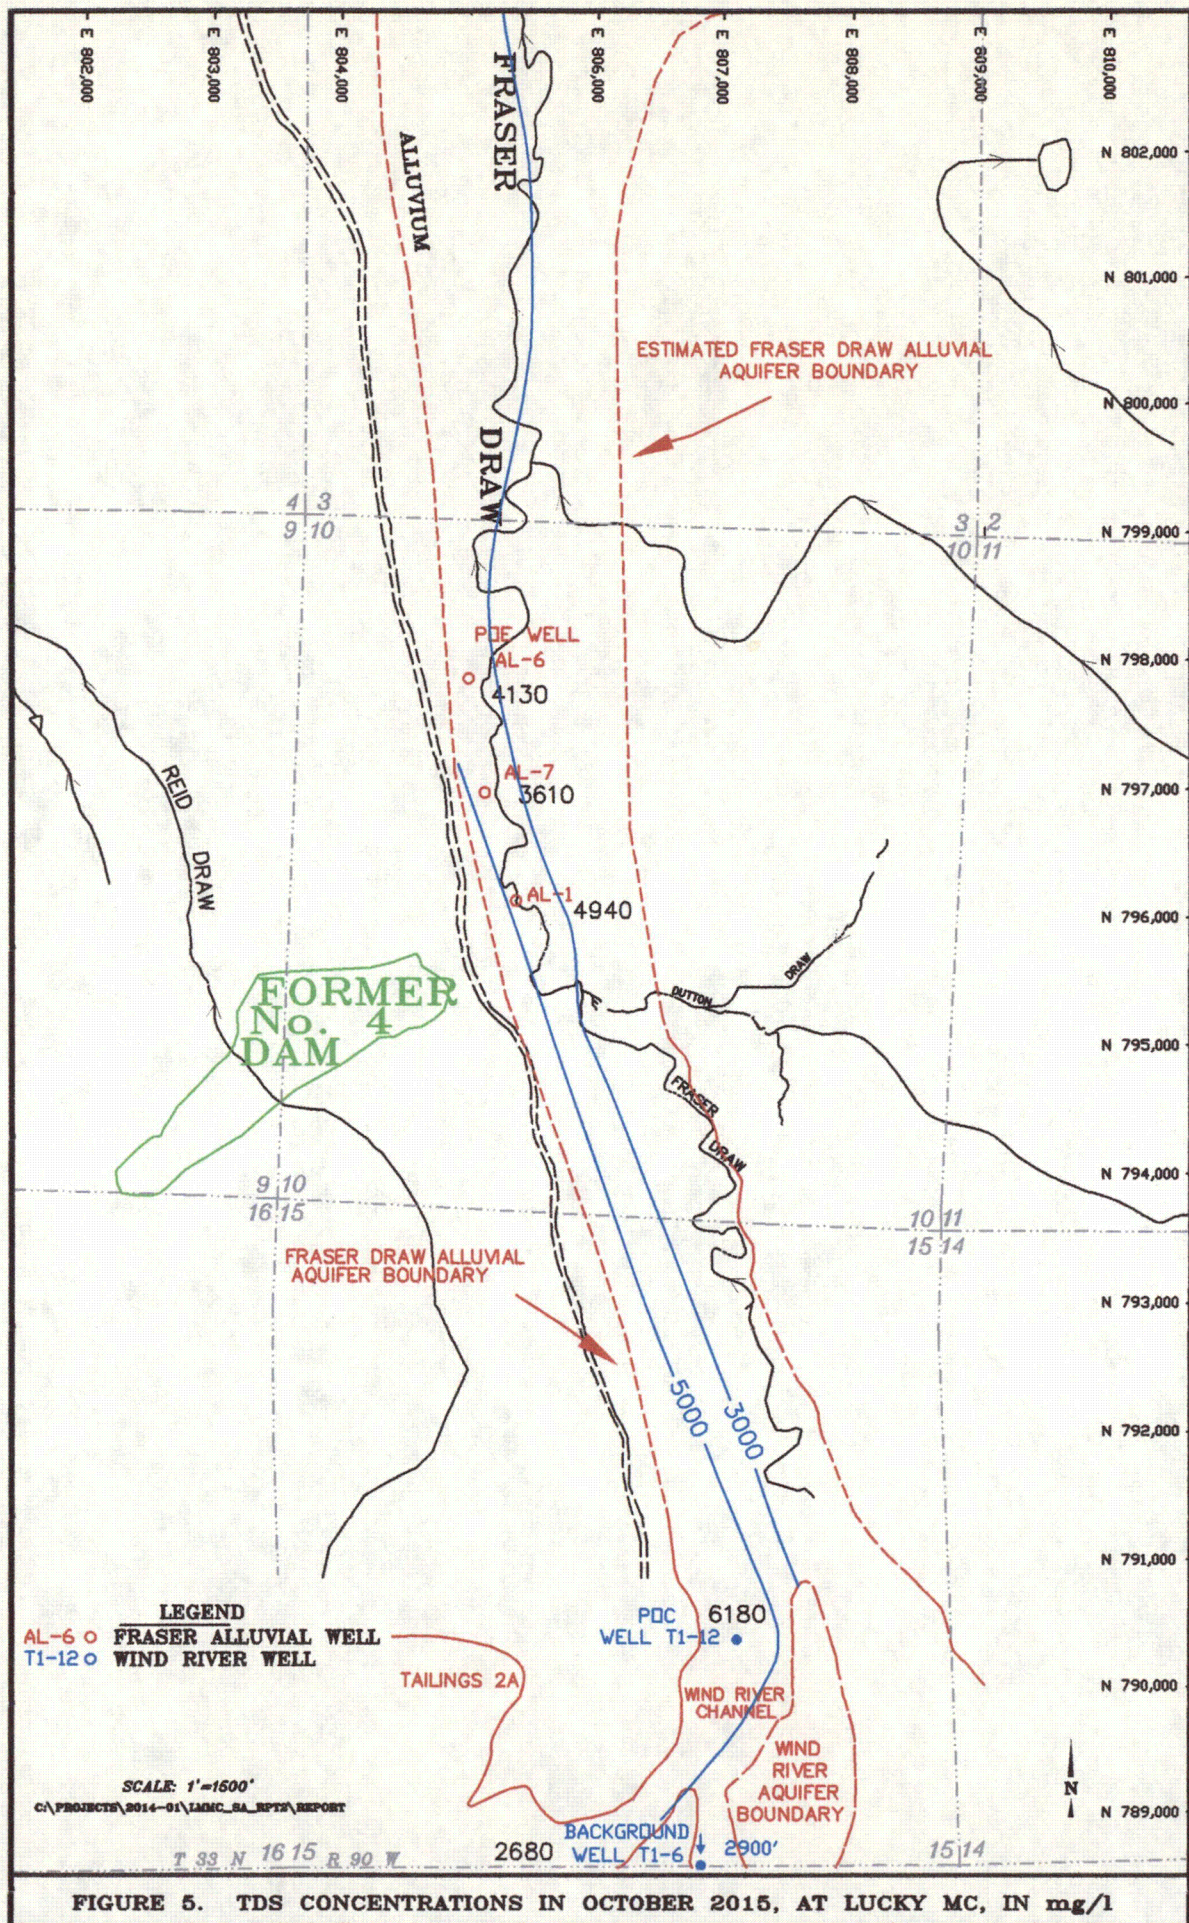 E 802,000
E 803,000
E 804,000
E 806,000
E 807,000
E 808,000
E 809,000
E 810,000
FRASER
DRAW
ALLUVIUM
N 802,000
N 801,000
N 800,000
N 799,000
N 798,000
N 797,000
N 796,000
N 795,000
N 794,000
N 793,000
N 792,000
N 791,000
N 790,000
N 789,000
ESTIMATED FRASER DRAW ALLUVIAL
AQUIFER BOUNDARY
4 3
9 10
3 2
10 11
POE WELL
AL-6
4130
AL-7
3610
AL-1
4940
REID
DRAW
FORMER
No. 4
DAM
DUTTON
DRAW
FRASER
DRAW
9 10
16 15
10 11
15 14
FRASER DRAW ALLUVIAL
AQUIFER BOUNDARY
5000
3000
LEGEND
AL-6 FRASER ALLUVIAL WELL
T1-12 WIND RIVER WELL
POC
WELL T1-12
6180
TAILINGS 2A
WIND RIVER
CHANNEL
WIND
RIVER
AQUIFER
BOUNDARY
N
SCALE: 1"=1600'
C:\PROJECTS\2014-01\LMMC_SA_RPTS\REPORT
BACKGROUND
WELL T1-6
2680
2900'
T 33 N 16 15 R 90 W
15 14
FIGURE 5. TDS CONCENTRATIONS IN OCTOBER 2015, AT LUCKY MC, IN mg/l